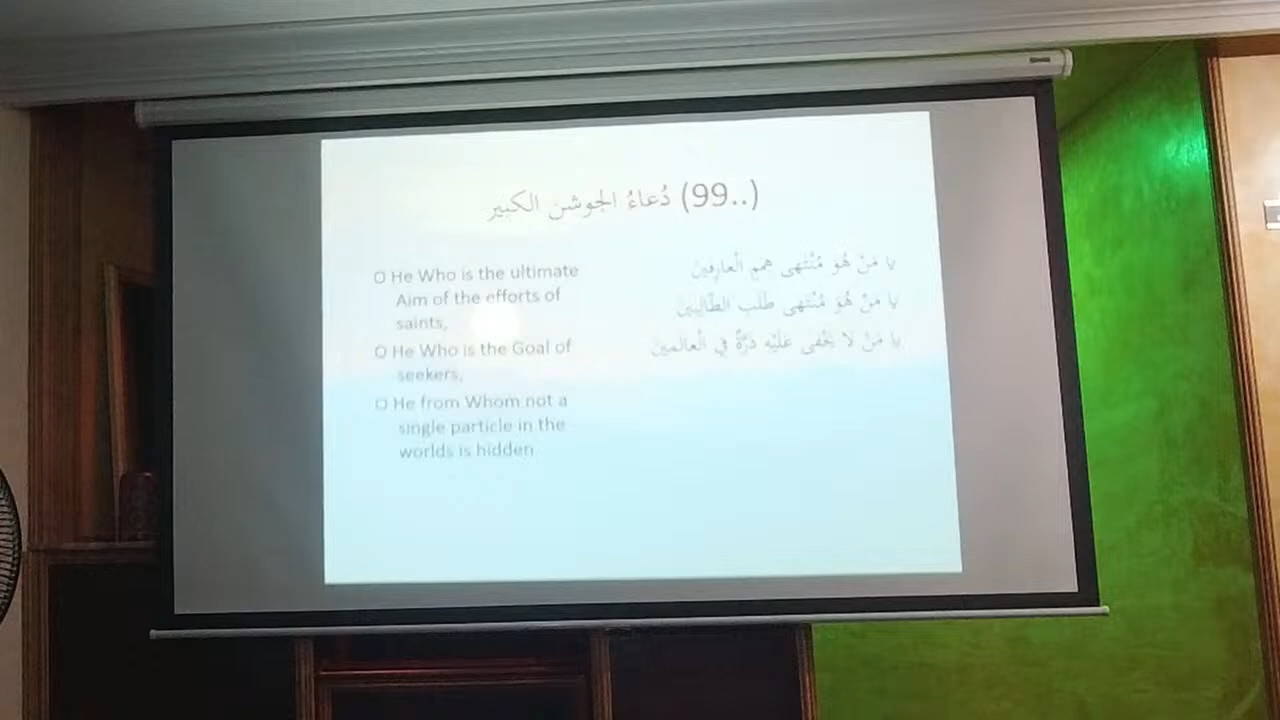 (99..) دُعاءُ الجوشن الكبير
O He Who is the ultimate
Aim of the efforts of
saints,
O He Who is the Goal of
seekers,
O He from Whom not a
single particle in the
worlds is hidden.
يا مَنْ هُوَ مُنْتَهى هِمَمِ الْعارِفينَ
يا مَنْ هُوَ مُنْتَهى طَلَبِ الطّالِبينَ
يا مَنْ لا يَخْفى عَلَيْهِ ذَرَّةٌ فِي الْعالَمينَ